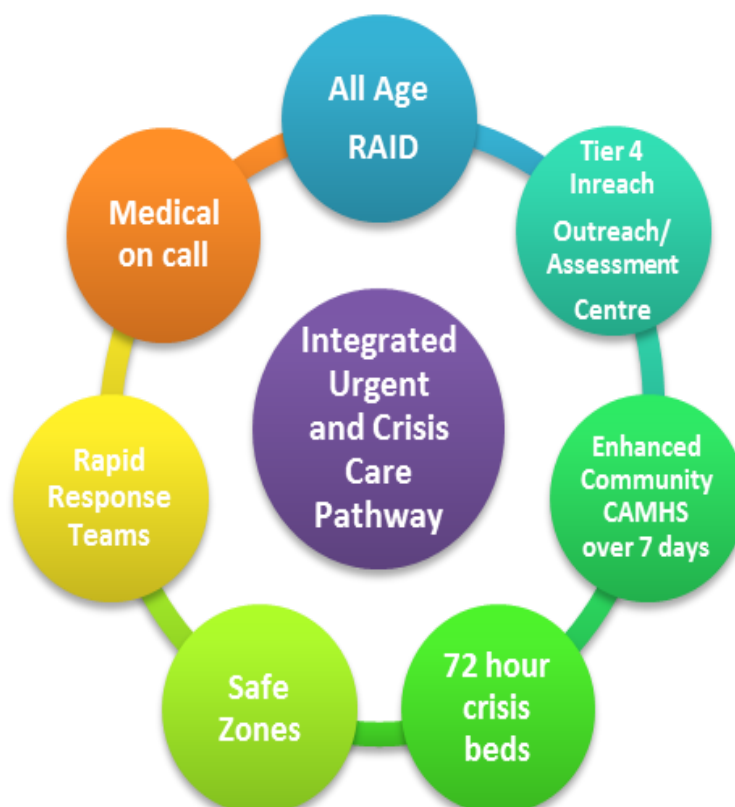 All Age
RAID
Tier 4
Inreach
Outreach/
Assessment
Centre
Enhanced
Community
CAMHS
over 7 days
72 hour
crisis
beds
Safe
Zones
Rapid
Response
Teams
Medical
on call
Integrated
Urgent
and Crisis
Care
Pathway